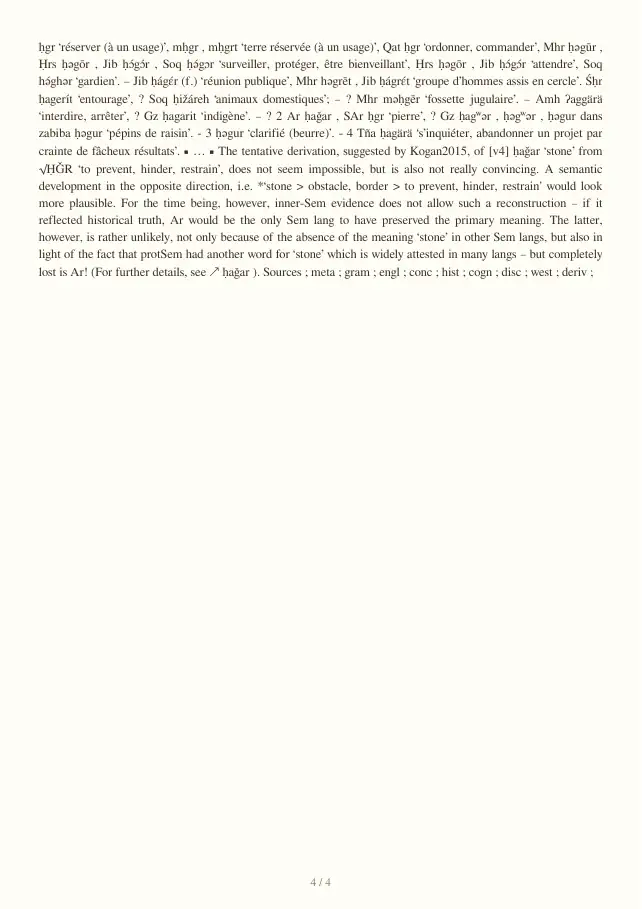 ḥgr ‘réserver (à un usage)’, mḥgr , mḥgrt ‘terre réservée (à un usage)’, Qat ḥgr ‘ordonner, commander’, Mhr ḥəgūr ,
Ḥrs ḥəgōr , Jib ḥɔ́gɔ́r , Soq ḥə́gɔr ‘surveiller, protéger, être bienveillant’, Ḥrs ḥəgōr , Jib ḥɔ́gɔ́r ‘attendre’, Soq
hɔ́ghər ‘gardien’. – Jib ḥágɛ́r (f.) ‘réunion publique’, Mhr həgrēt , Jib ḥágrɛ́t ‘groupe d’hommes assis en cercle’. Śḥr
ḥagerít ‘entourage’, ? Soq ḥižáreh ‘animaux domestiques’; – ? Mhr məḥgēr ‘fossette jugulaire’. – Amh ʔaggärä
‘interdire, arrêter’, ? Gz ḥagarit ‘indigène’. – ? 2 Ar ḥaǧar , SAr ḥgr ‘pierre’, ? Gz ḥagʷər , ḥəgʷər , ḥəgur dans
zabiba ḥəgur ‘pépins de raisin’. - 3 ḥəgur ‘clarifié (beurre)’. - 4 Tña ḥagärä ‘s’inquiéter, abandonner un projet par
crainte de fâcheux résultats’. ▪ … ▪ The tentative derivation, suggested by Kogan2015, of [v4] ḥaǧar ‘stone’ from
√ḤǦR ‘to prevent, hinder, restrain’, does not seem impossible, but is also not really convincing. A semantic
development in the opposite direction, i.e. *‘stone > obstacle, border > to prevent, hinder, restrain’ would look
more plausible. For the time being, however, inner-Sem evidence does not allow such a reconstruction – if it
reflected historical truth, Ar would be the only Sem lang to have preserved the primary meaning. The latter,
however, is rather unlikely, not only because of the absence of the meaning ‘stone’ in other Sem langs, but also in
light of the fact that protSem had another word for ‘stone’ which is widely attested in many langs – but completely
lost is Ar! (For further details, see ↗ ḥaǧar ). Sources ; meta ; gram ; engl ; conc ; hist ; cogn ; disc ; west ; deriv ;
4 / 4